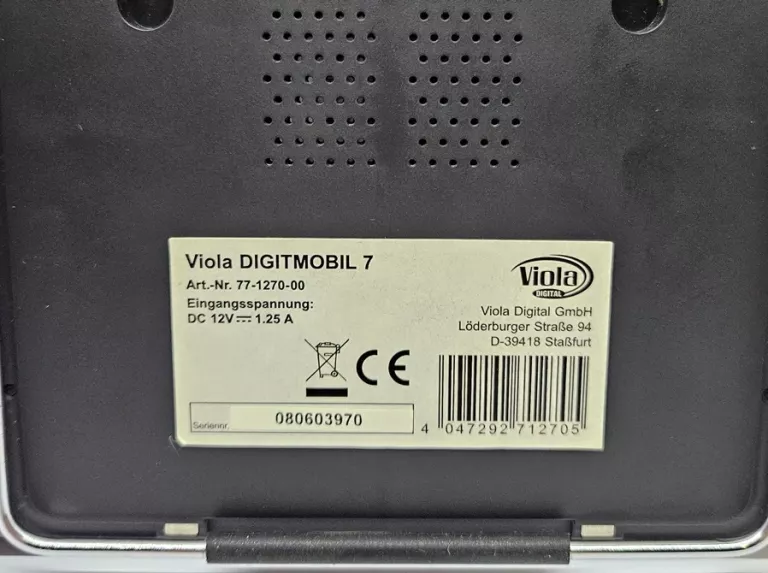 Viola DIGITMOBIL 7
Art.-Nr. 77-1270-00
Eingangsspannung:
DC 12V⎓ 1.25 A
Viola
DIGITAL
Viola Digital GmbH
Löderburger Straße 94
D-39418 Staßfurt
CE
Seriennr. 080603970
4 047292 712705